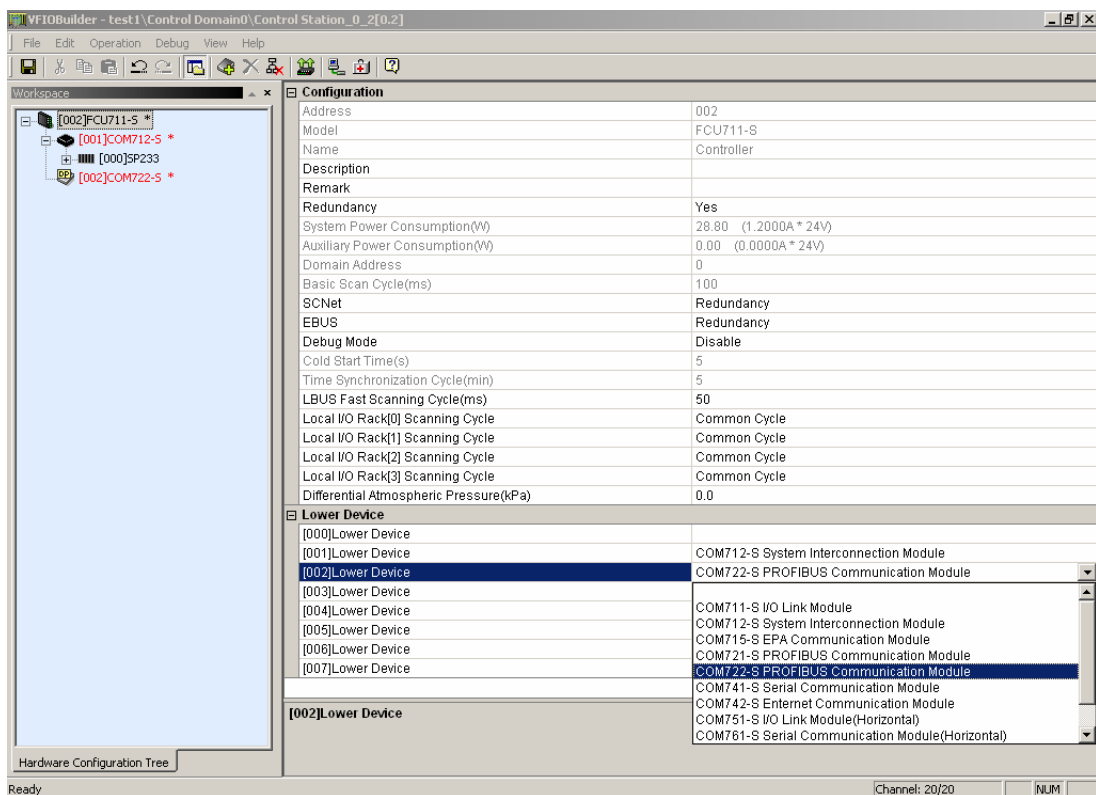 VFIOBuilder - test1\Control Domain0\Control Station_0_2[0.2]
File Edit Operation Debug View Help
Workspace
[002]FCU711-S *
[001]COM712-S *
[000]SP233
[002]COM722-S *
Hardware Configuration Tree
Configuration
Address 002
Model FCU711-S
Name Controller
Description
Remark
Redundancy Yes
System Power Consumption(W) 28.80 (1.2000A * 24V)
Auxiliary Power Consumption(W) 0.00 (0.0000A * 24V)
Domain Address 0
Basic Scan Cycle(ms) 100
SCNet Redundancy
EBUS Redundancy
Debug Mode Disable
Cold Start Time(s) 5
Time Synchronization Cycle(min) 5
LBUS Fast Scanning Cycle(ms) 50
Local I/O Rack[0] Scanning Cycle Common Cycle
Local I/O Rack[1] Scanning Cycle Common Cycle
Local I/O Rack[2] Scanning Cycle Common Cycle
Local I/O Rack[3] Scanning Cycle Common Cycle
Differential Atmospheric Pressure(kPa) 0.0
Lower Device
[000]Lower Device
[001]Lower Device COM712-S System Interconnection Module
[002]Lower Device COM722-S PROFIBUS Communication Module
[003]Lower Device
[004]Lower Device
[005]Lower Device
[006]Lower Device
[007]Lower Device
COM711-S I/O Link Module
COM712-S System Interconnection Module
COM715-S EPA Communication Module
COM721-S PROFIBUS Communication Module
COM722-S PROFIBUS Communication Module
COM741-S Serial Communication Module
COM742-S Enternet Communication Module
COM751-S I/O Link Module(Horizontal)
COM761-S Serial Communication Module(Horizontal)
[002]Lower Device
Ready Channel: 20/20 NUM